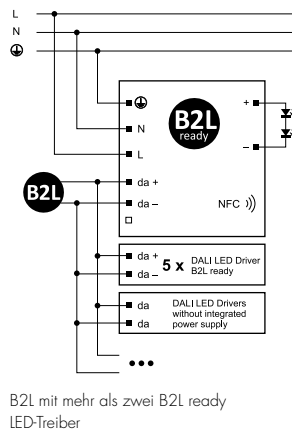 L
N
+
B2L
ready
N
–
L
da +
B2L
da –
NFC
da +
5 x DALI LED Driver
B2L ready
da –
da
DALI LED Drivers
without integrated
power supply
da
B2L mit mehr als zwei B2L ready
LED-Treiber